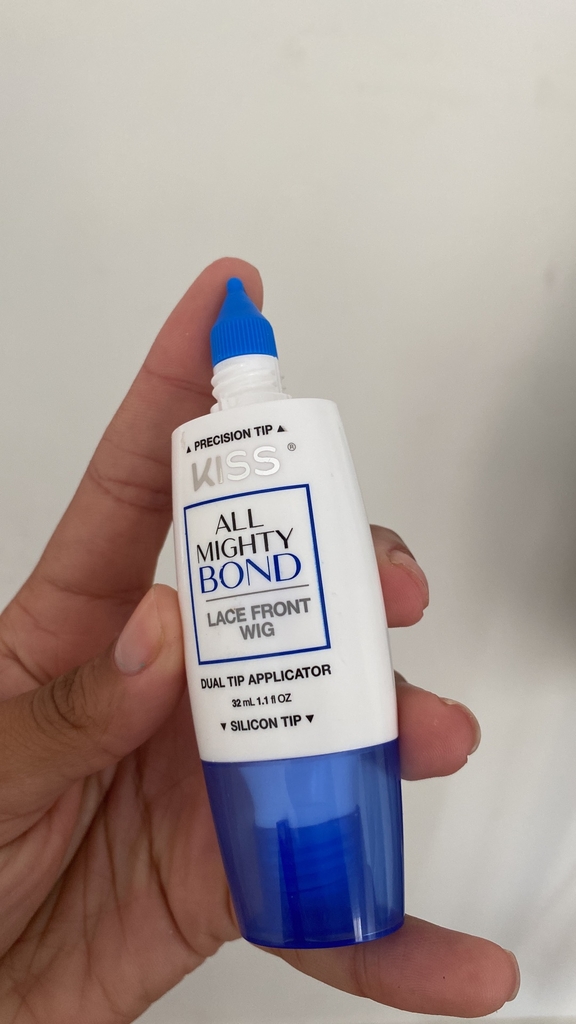 ▲ PRECISION TIP ▲
KISS®
ALL
MIGHTY
BOND
LACE FRONT
WIG
DUAL TIP APPLICATOR
32 mL 1.1 fl OZ
▼ SILICON TIP ▼